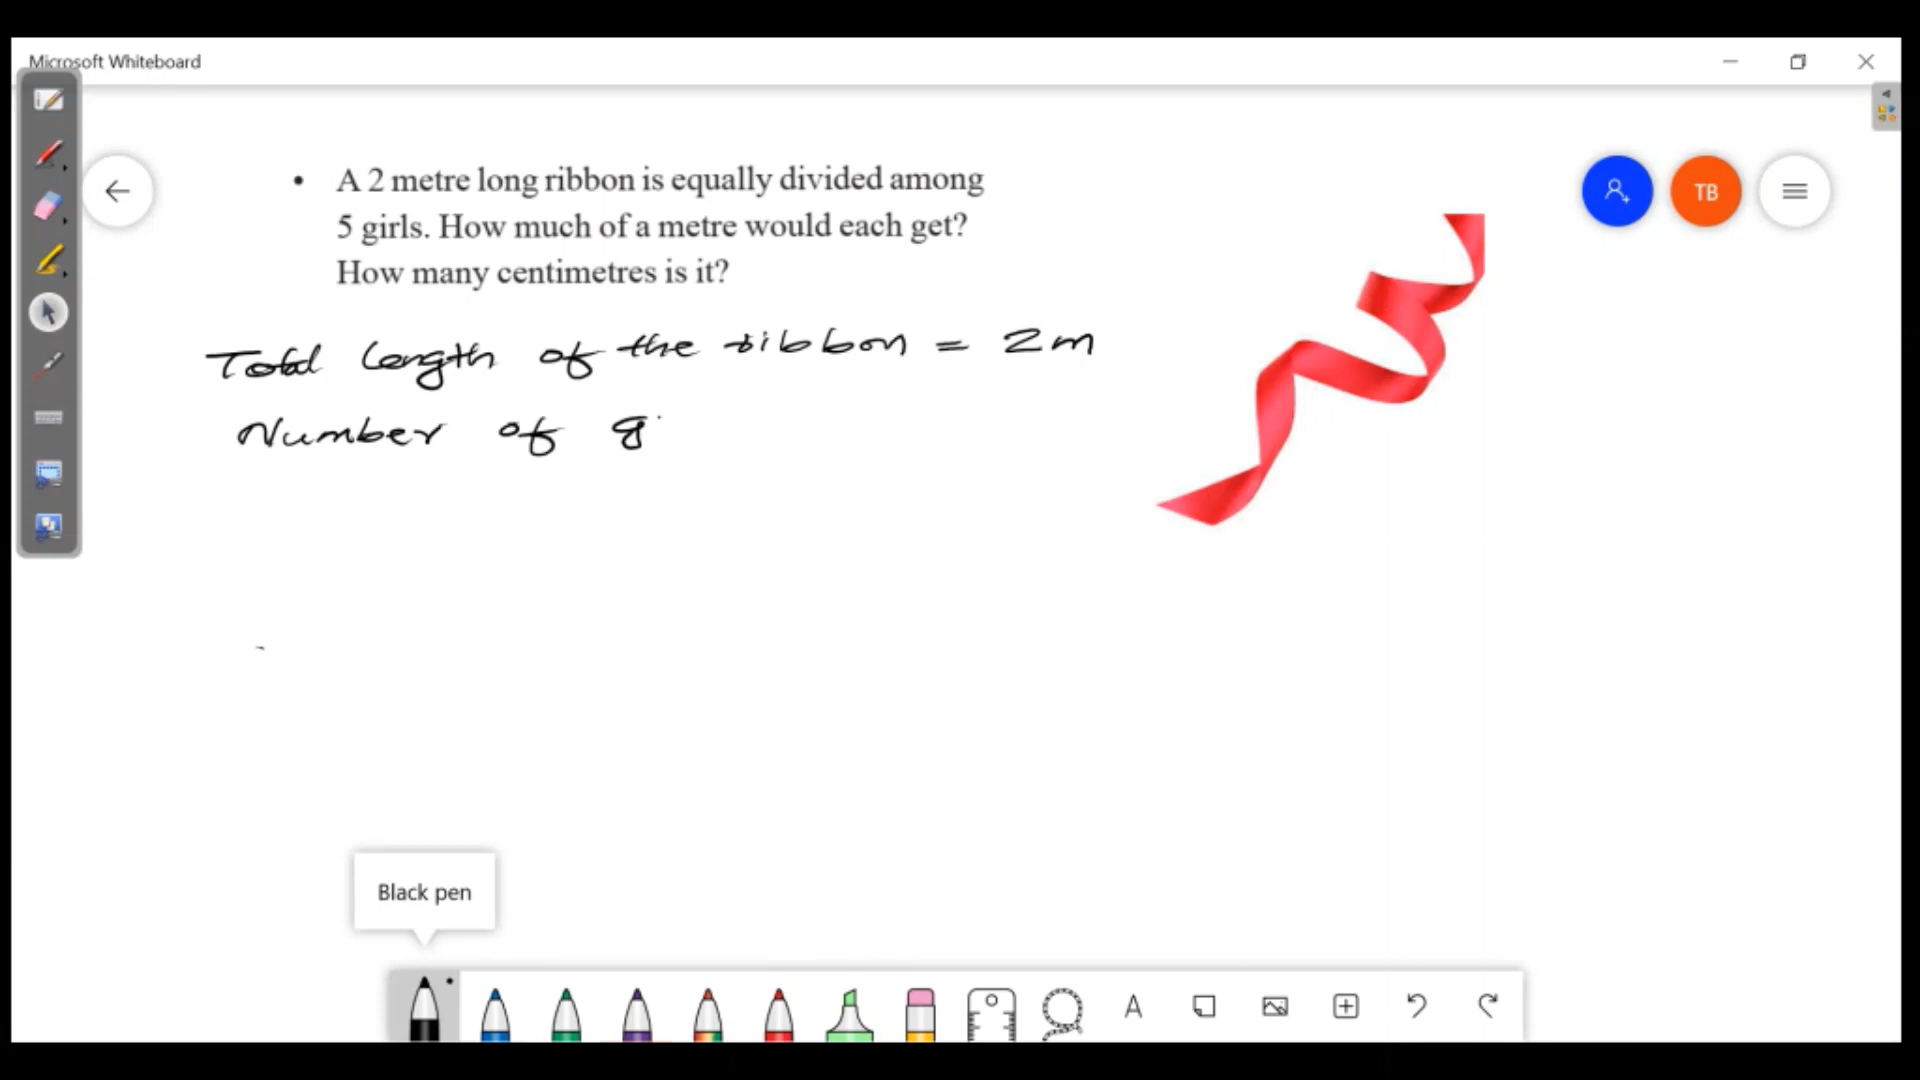 Microsoft Whiteboard
• A 2 metre long ribbon is equally divided among
5 girls. How much of a metre would each get?
How many centimetres is it?
TB
Total length of the ribbon = 2m
Number of gi
Black pen